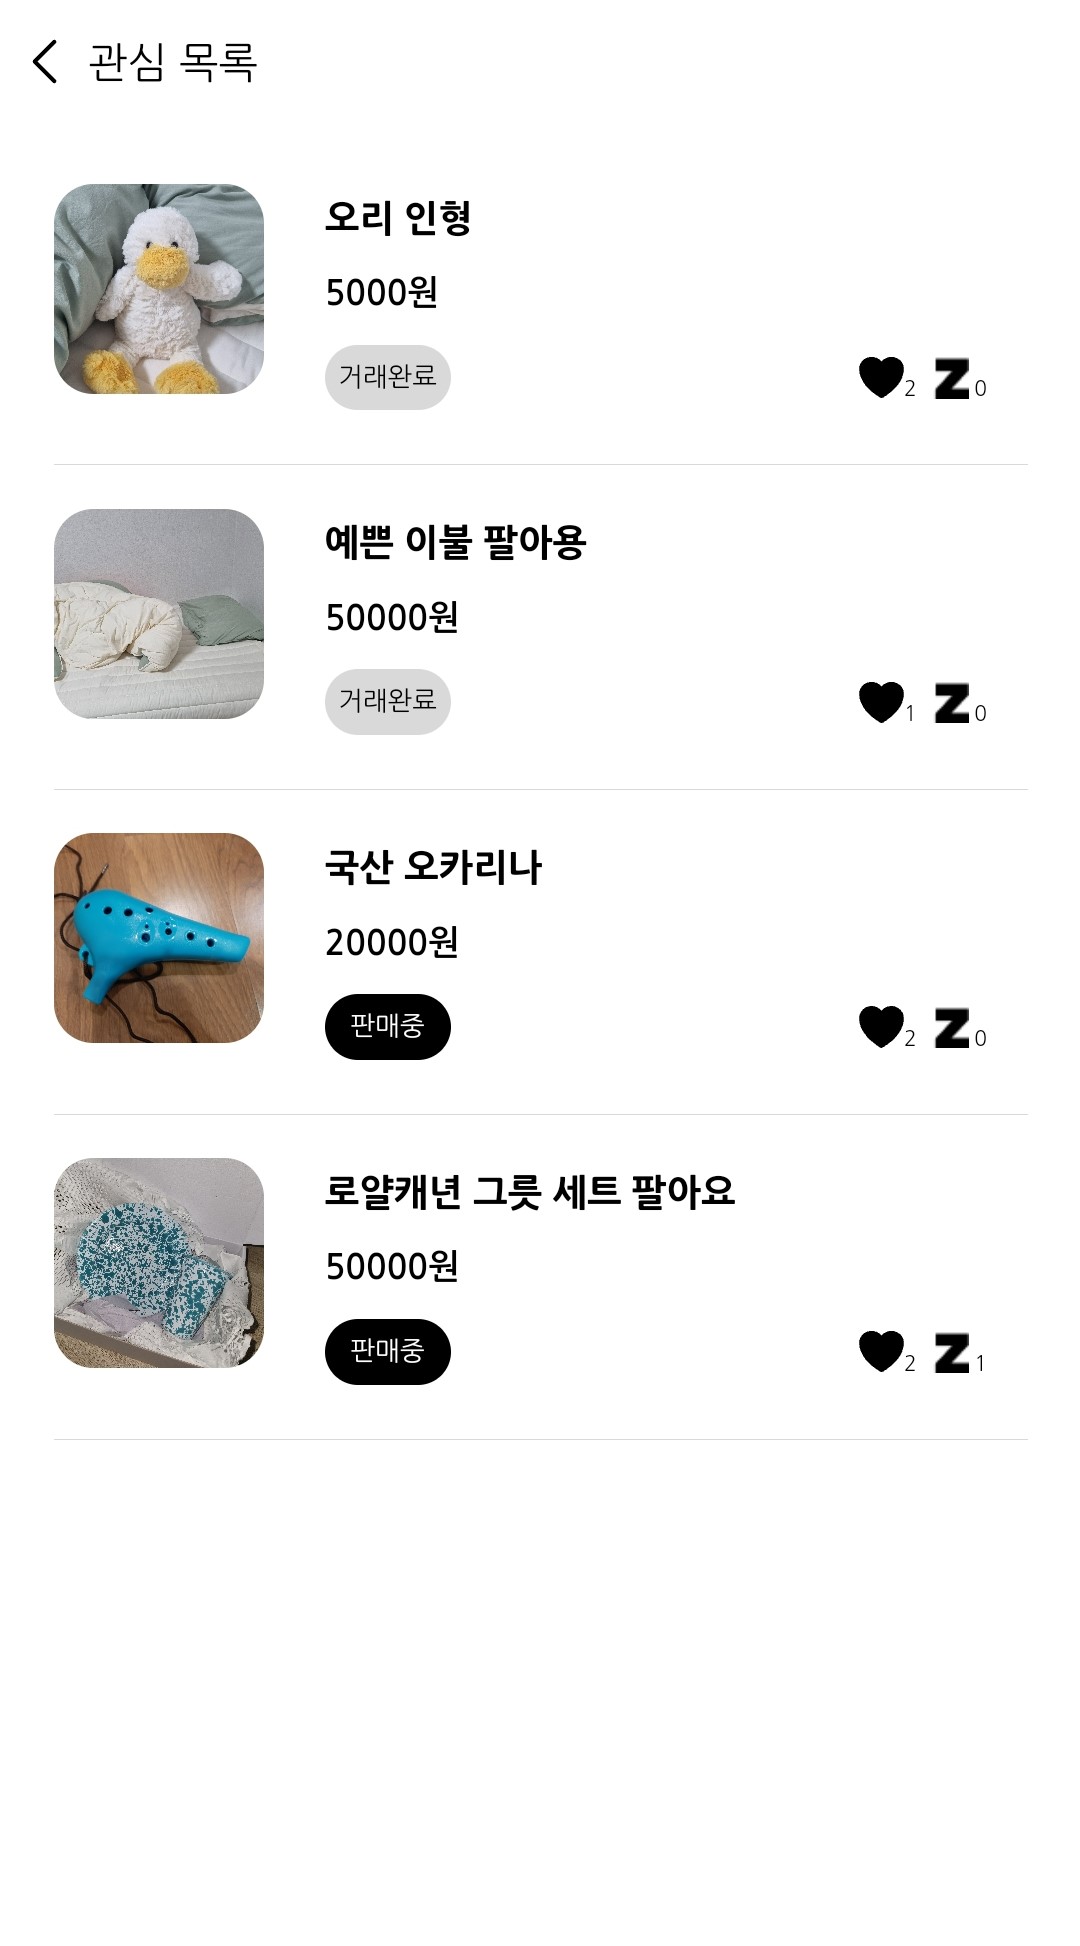 관심 목록
오리 인형
5000원
거래완료
2 Z 0
예쁜 이불 팔아용
50000원
거래완료
1 Z 0
국산 오카리나
20000원
판매중
2 Z 0
로얄캐년 그릇 세트 팔아요
50000원
판매중
2 Z 1